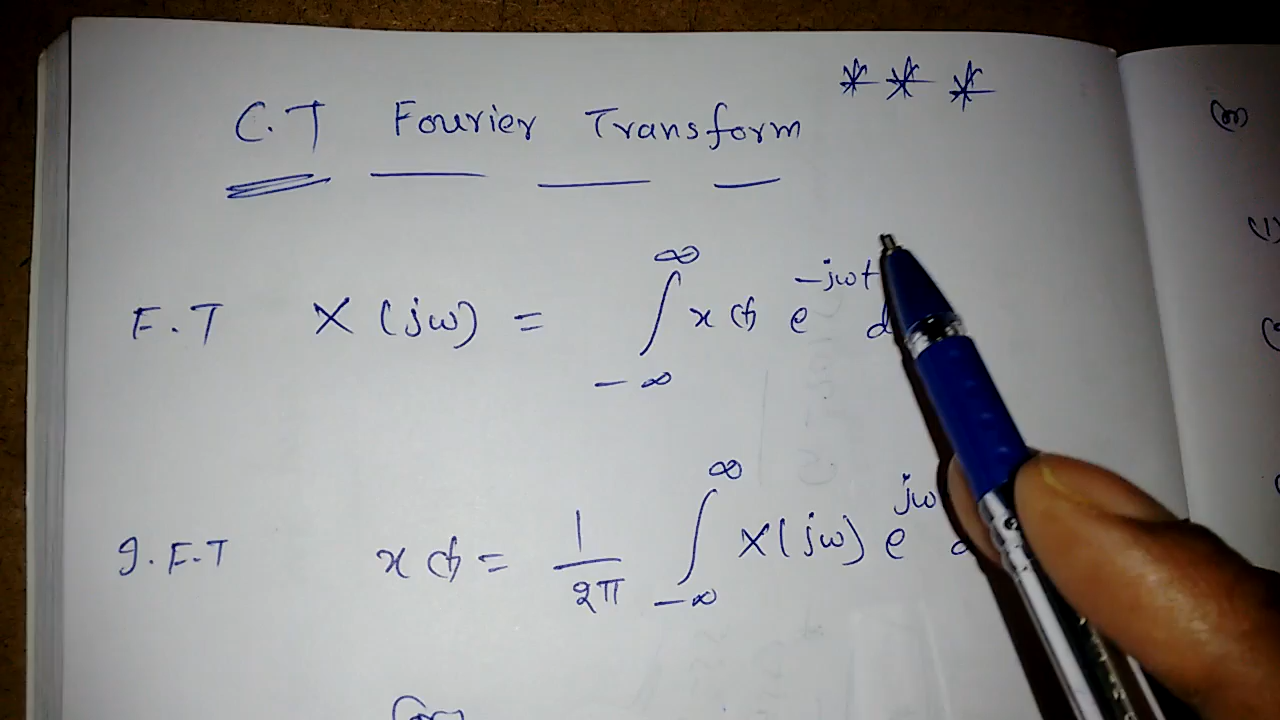 C.T Fourier Transform ***
F.T X(jω) = ∫_{-∞}^{∞} x(t) e^{-jωt} d
I.F.T x(t) = 1/2π ∫_{-∞}^{∞} X(jω) e^{jω} d